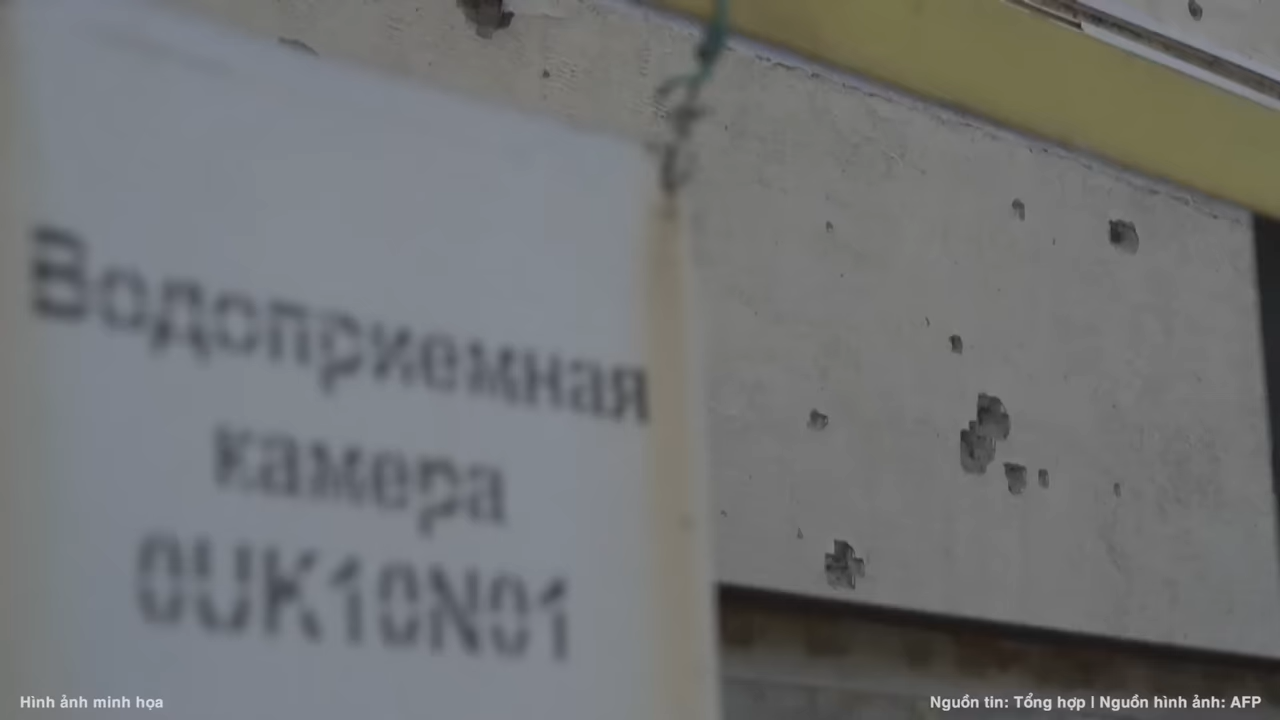 Водоприемная
камера
0UK10N01
Hình ảnh minh họa
Nguồn tin: Tổng hợp | Nguồn hình ảnh: AFP